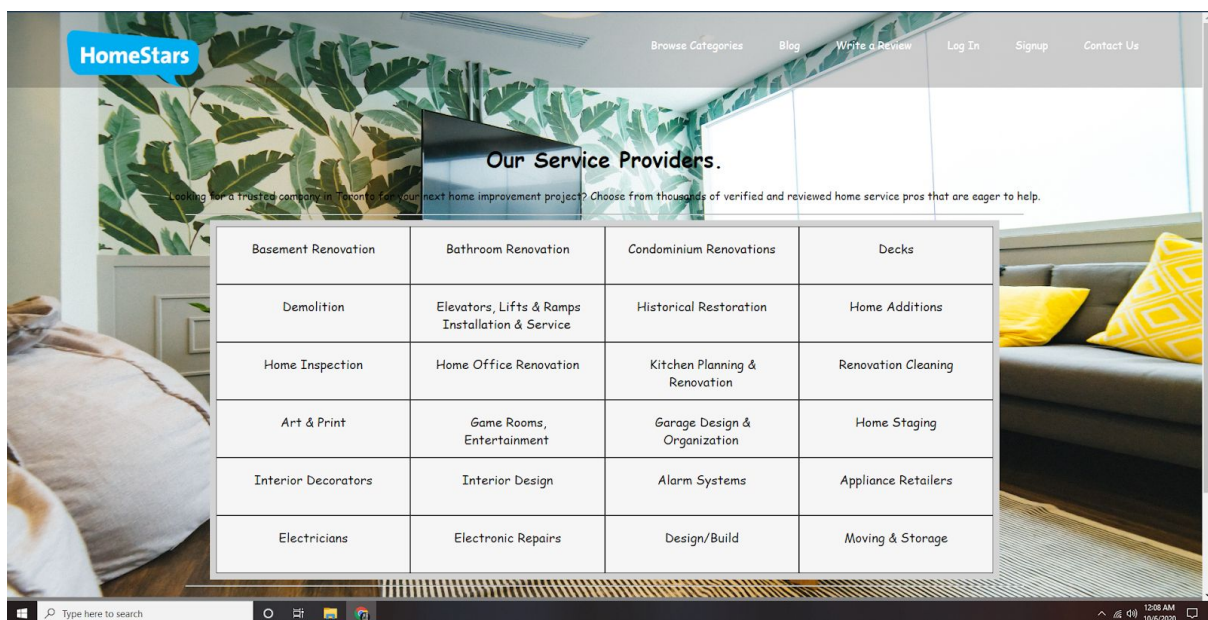 HomeStars
Browse Categories Blog Write a Review Log In Signup Contact Us
Our Service Providers.
Looking for a trusted company in Toronto for your next home improvement project? Choose from thousands of verified and reviewed home service pros that are eager to help.
Basement Renovation Bathroom Renovation Condominium Renovations Decks
Demolition Elevators, Lifts & Ramps Historical Restoration Home Additions
Installation & Service
Home Inspection Home Office Renovation Kitchen Planning & Renovation Cleaning
Renovation
Art & Print Game Rooms, Garage Design & Home Staging
Entertainment Organization
Interior Decorators Interior Design Alarm Systems Appliance Retailers
Electricians Electronic Repairs Design/Build Moving & Storage
Type here to search
12:08 AM
10/6/2020